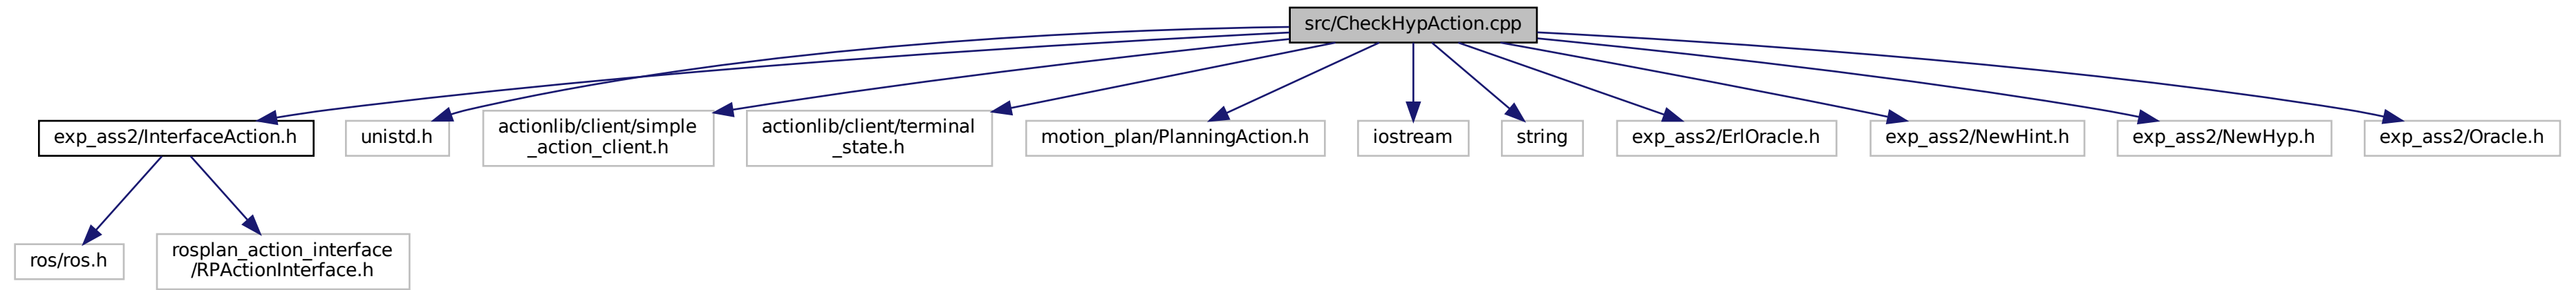 src/CheckHypAction.cpp
exp_ass2/InterfaceAction.h
unistd.h
actionlib/client/simple
_action_client.h
actionlib/client/terminal
_state.h
motion_plan/PlanningAction.h
iostream
string
exp_ass2/ErlOracle.h
exp_ass2/NewHint.h
exp_ass2/NewHyp.h
exp_ass2/Oracle.h
ros/ros.h
rosplan_action_interface
/RPActionInterface.h